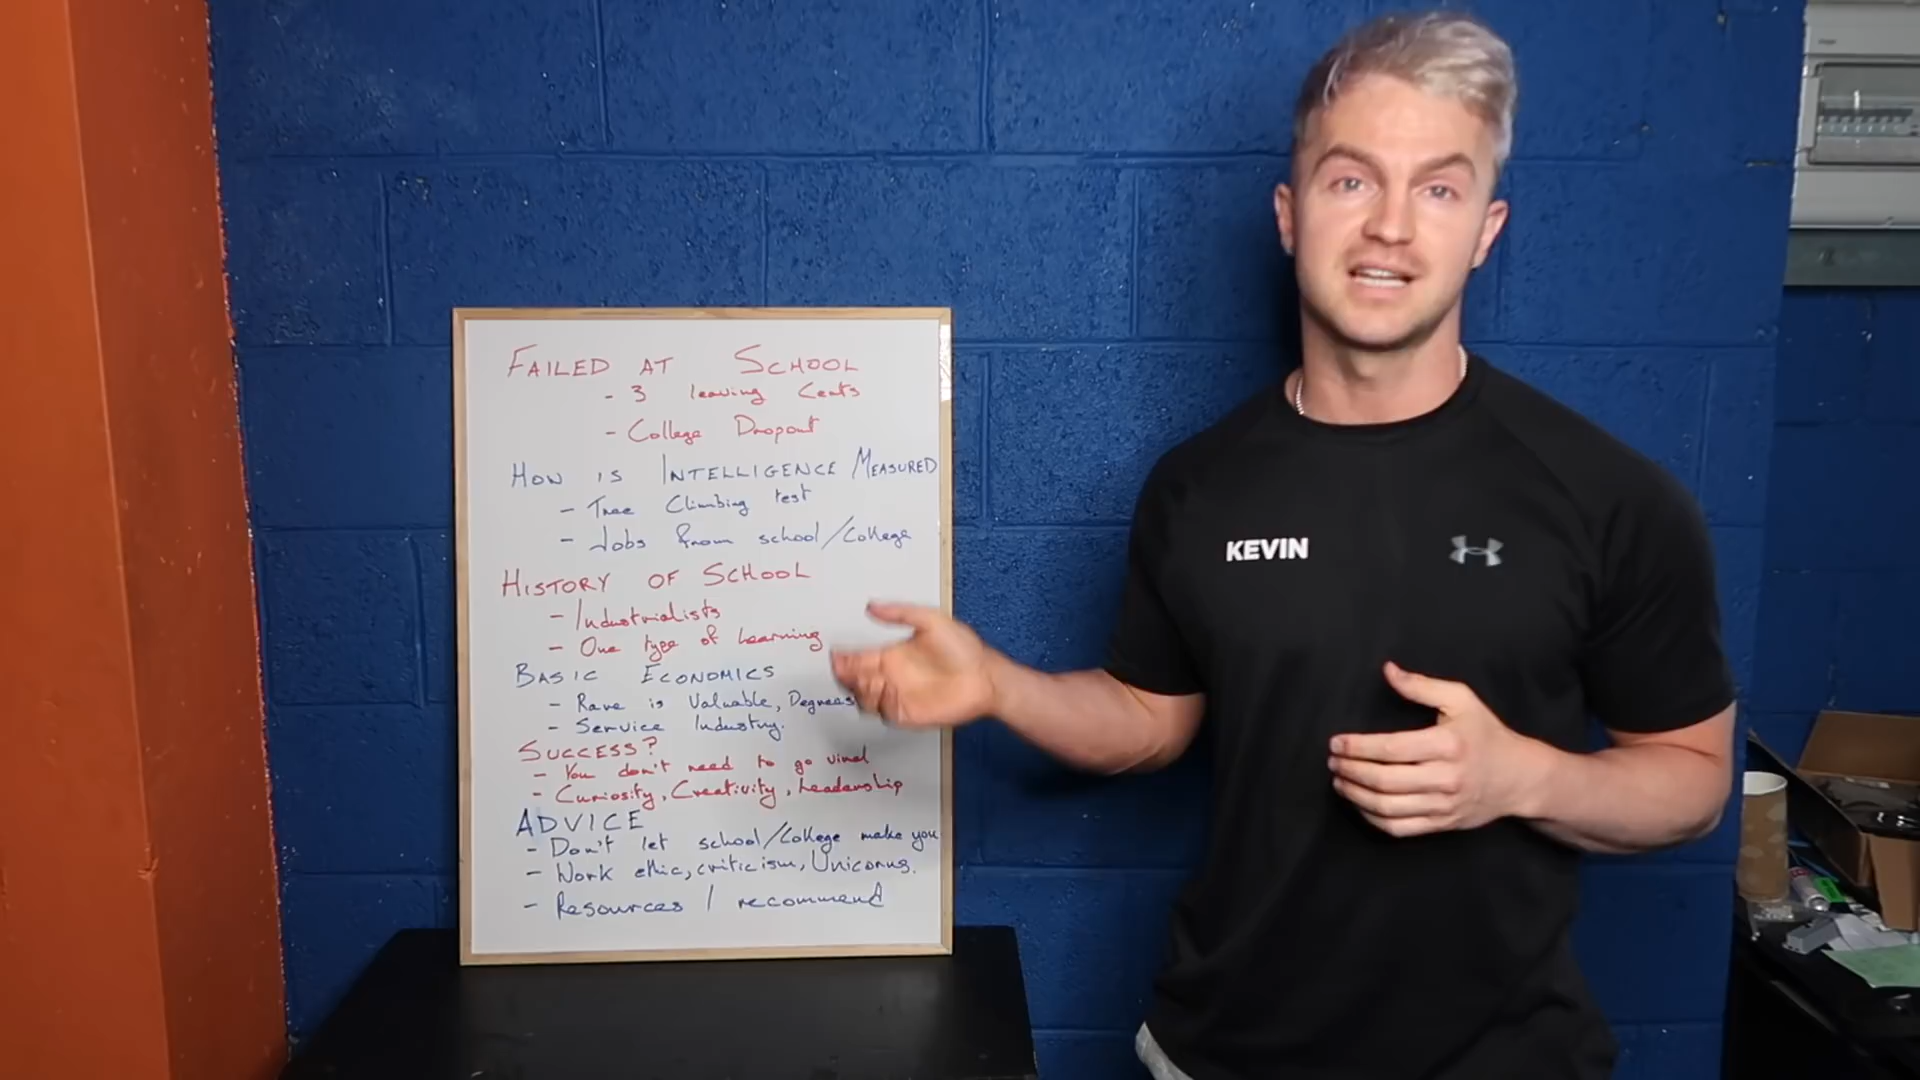 FAILED AT SCHOOL
- 3 leaving Certs
- College Dropout
HOW IS INTELLIGENCE MEASURED
- Tree Climbing test
- Jobs from school/College
HISTORY OF SCHOOL
- Industrialists
- One type of learning
BASIC ECONOMICS
- Rare is Valuable, Degrees
- Service Industry.
SUCCESS?
- You don't need to go viral
- Curiosity, Creativity, Leadership
ADVICE
- Don't let school/College make you
- Work ethic, criticism, Unicorns.
- Resources I recommend
KEVIN